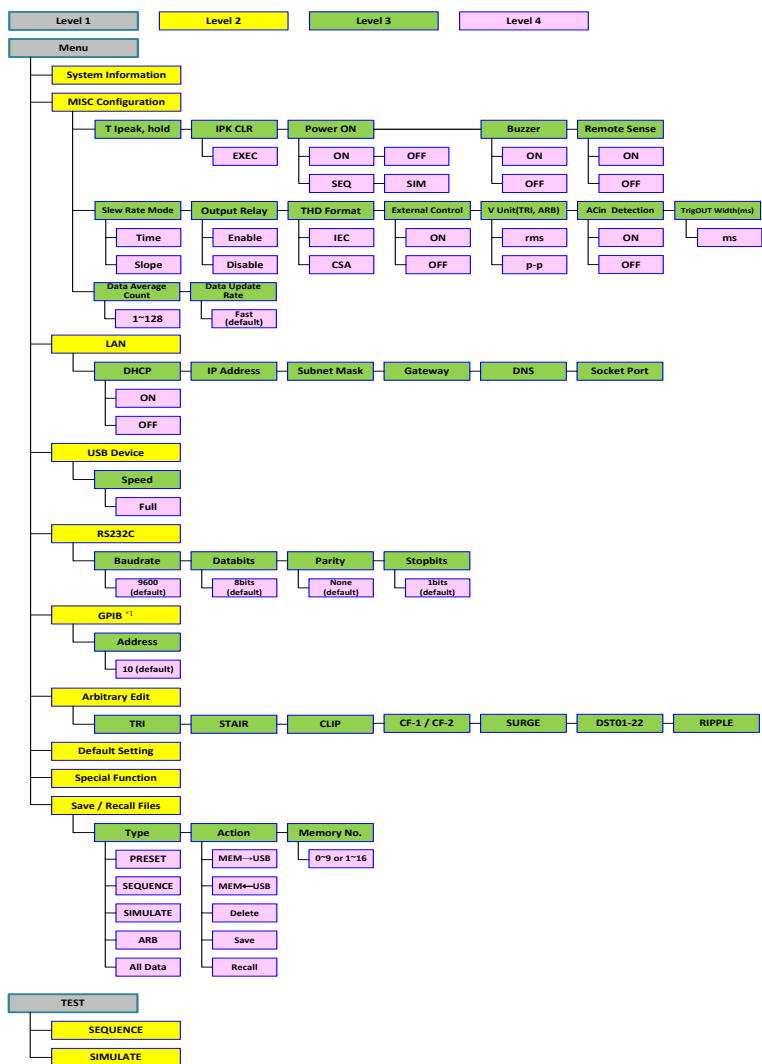 Level 1 Level 2 Level 3 Level 4
Menu
System Information
MISC Configuration
T Ipeak, hold IPK CLR Power ON Buzzer Remote Sense
EXEC ON OFF ON ON
SEQ SIM OFF OFF
Slew Rate Mode Output Relay THD Format External Control V Unit(TRI, ARB) ACin Detection TrigOUT Width(ms)
Time Enable IEC ON rms ON ms
Slope Disable CSA OFF p-p OFF
Data Average Count Data Update Rate
1~128 Fast (default)
LAN
DHCP IP Address Subnet Mask Gateway DNS Socket Port
ON
OFF
USB Device
Speed
Full
RS232C
Baudrate Databits Parity Stopbits
9600 (default) 8bits (default) None (default) 1bits (default)
GPIB *1
Address
10 (default)
Arbitrary Edit
TRI STAIR CLIP CF-1 / CF-2 SURGE DST01-22 RIPPLE
Default Setting
Special Function
Save / Recall Files
Type Action Memory No.
PRESET MEM→USB 0~9 or 1~16
SEQUENCE MEM←USB
SIMULATE Delete
ARB Save
All Data Recall
TEST
SEQUENCE
SIMULATE